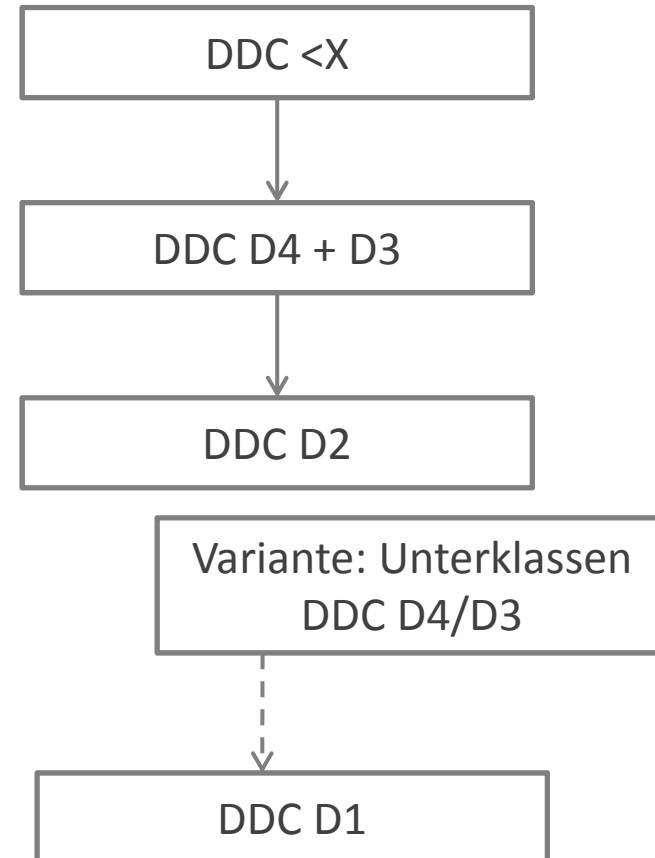 DDC <X
DDC D4 + D3
DDC D2
Variante: Unterklassen
DDC D4/D3
DDC D1